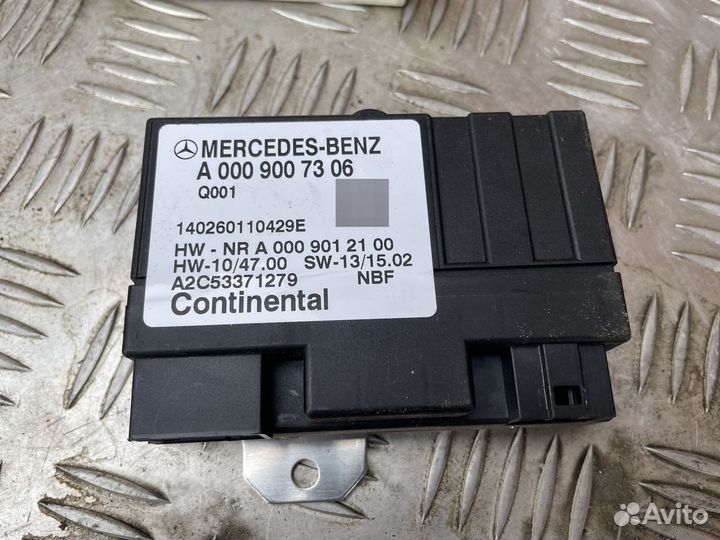 MERCEDES-BENZ
A 000 900 73 06
Q001
140260110429E
HW - NR A 000 901 21 00
HW-10/47.00 SW-13/15.02
A2C53371279 NBF
Continental
Avito